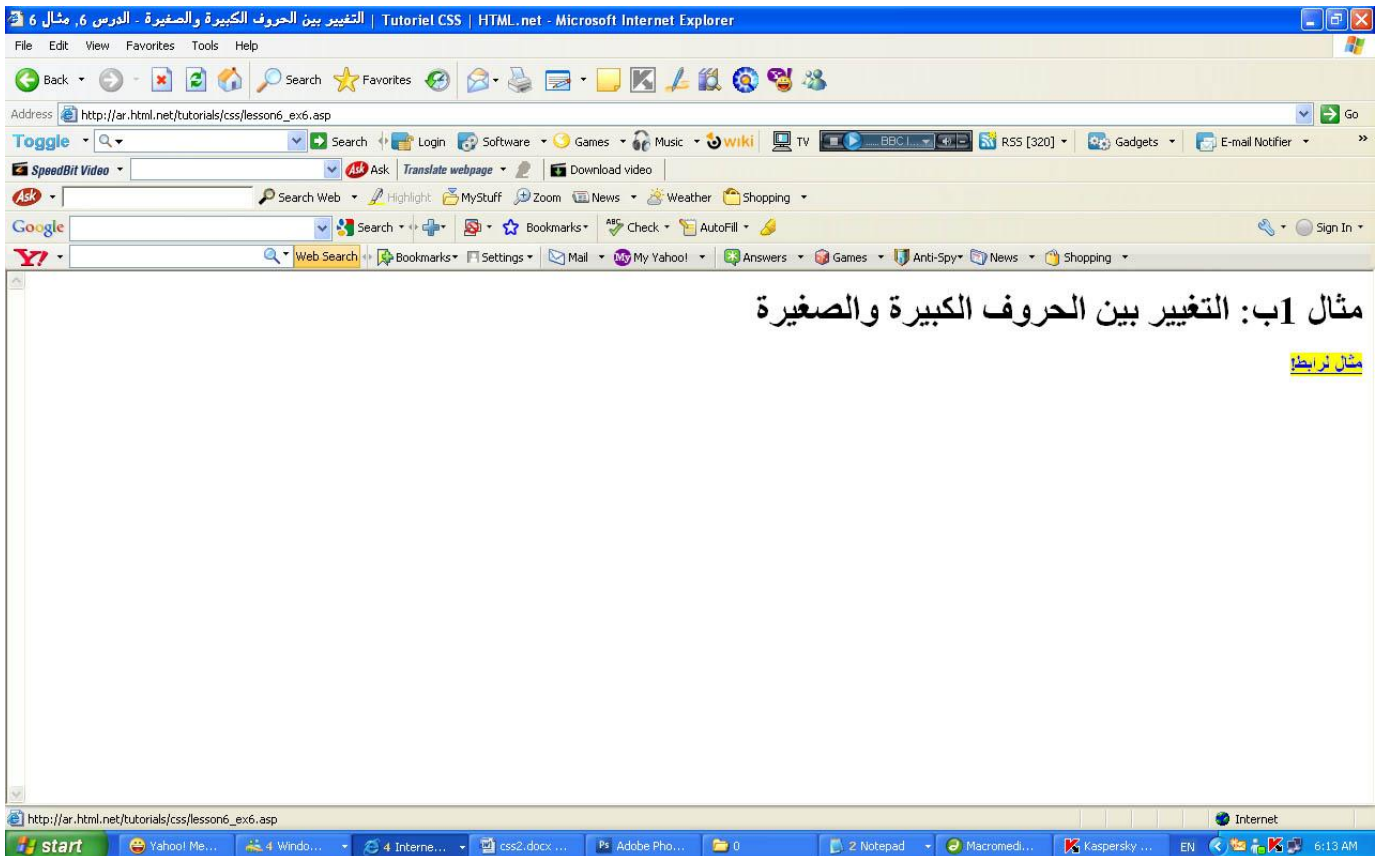 التغيير بين الحروف الكبيرة والصغيرة - الدرس 6, مثال 6 | Tutoriel CSS | HTML.net - Microsoft Internet Explorer
File Edit View Favorites Tools Help
Back Search Favorites
Address http://ar.html.net/tutorials/css/lesson6_ex6.asp Go
Toggle Search Login Software Games Music wiki TV ..... BBC I... RSS [320] Gadgets E-mail Notifier »
SpeedBit Video Ask Ask Translate webpage Download video
Ask Search Web Highlight MyStuff Zoom News Weather Shopping
Google Search Bookmarks ABC Check AutoFill Sign In
Y! Web Search Bookmarks Settings Mail My My Yahoo! Answers Games Anti-Spy News Shopping
مثال 1ب: التغيير بين الحروف الكبيرة والصغيرة
مثال لرابط!
http://ar.html.net/tutorials/css/lesson6_ex6.asp Internet
start Yahoo! Me... 4 Windo... 4 Interne... css2.docx ... Ps Adobe Pho... 0 2 Notepad Macromedi... Kaspersky ... EN 6:13 AM